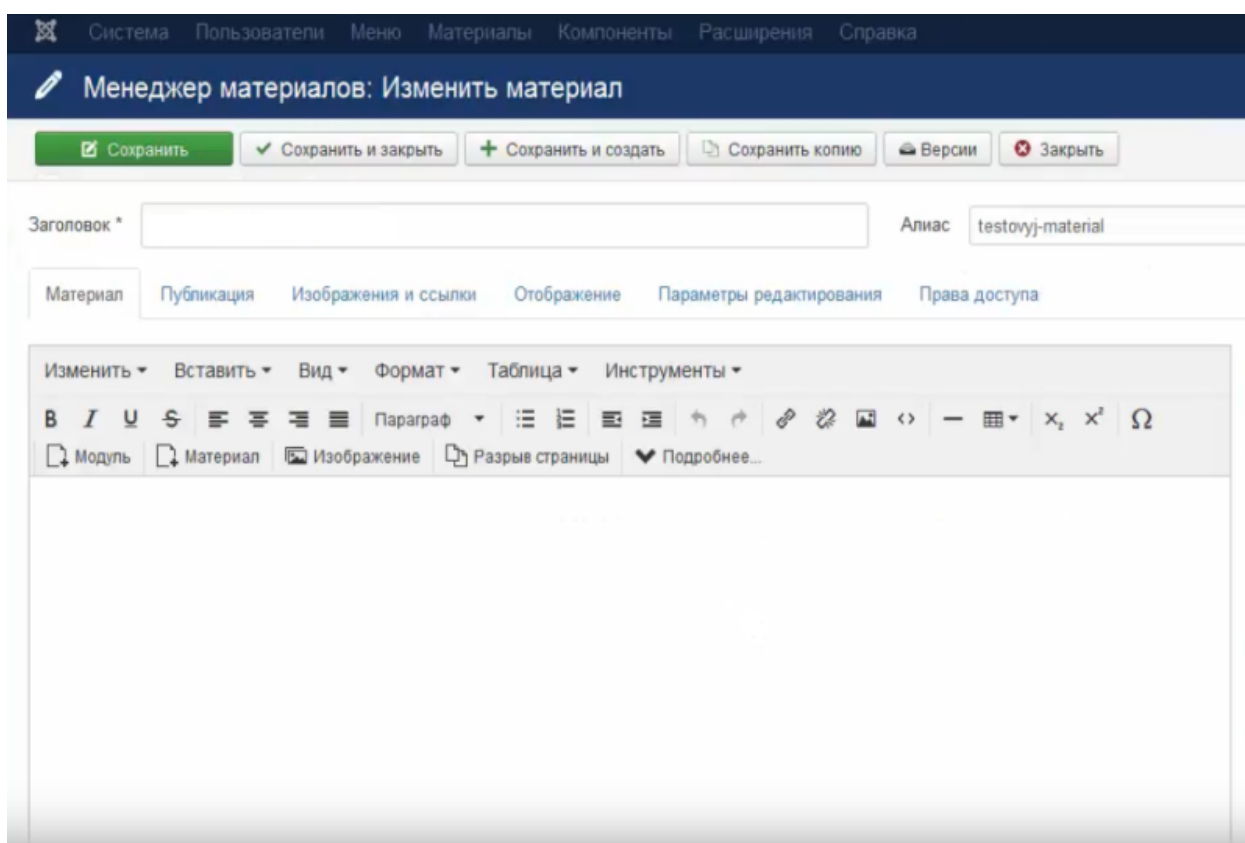 Система Пользователи Меню Материалы Компоненты Расширения Справка
Менеджер материалов: Изменить материал
Сохранить Сохранить и закрыть Сохранить и создать Сохранить копию Версии Закрыть
Заголовок * Алиас testovyj-material
Материал Публикация Изображения и ссылки Отображение Параметры редактирования Права доступа
Изменить Вставить Вид Формат Таблица Инструменты
B I U S Параграф x₂ x² Ω
Модуль Материал Изображение Разрыв страницы Подробнее...